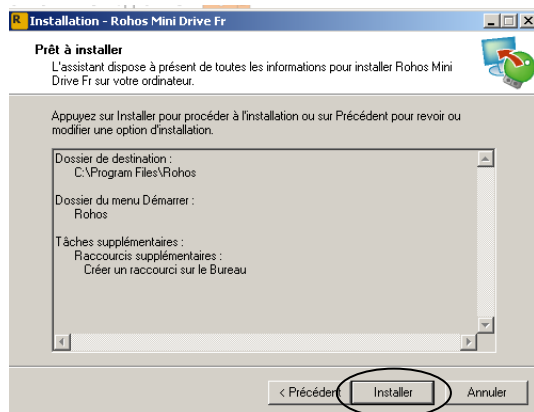 R Installation - Rohos Mini Drive Fr
Prêt à installer
L'assistant dispose à présent de toutes les informations pour installer Rohos Mini
Drive Fr sur votre ordinateur.
Appuyez sur Installer pour procéder à l'installation ou sur Précédent pour revoir ou
modifier une option d'installation.
Dossier de destination :
C:\Program Files\Rohos
Dossier du menu Démarrer :
Rohos
Tâches supplémentaires :
Raccourcis supplémentaires :
Créer un raccourci sur le Bureau
< Précédent Installer Annuler